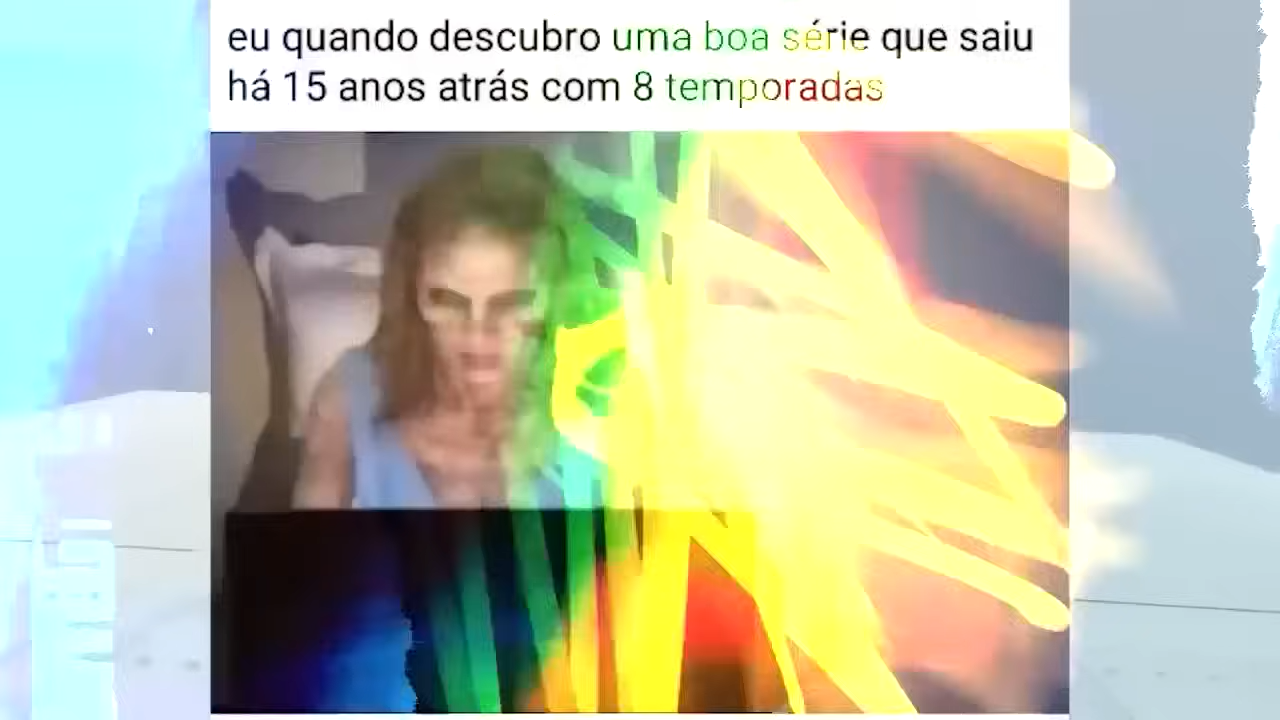 eu quando descubro uma boa série que saiu
há 15 anos atrás com 8 temporadas